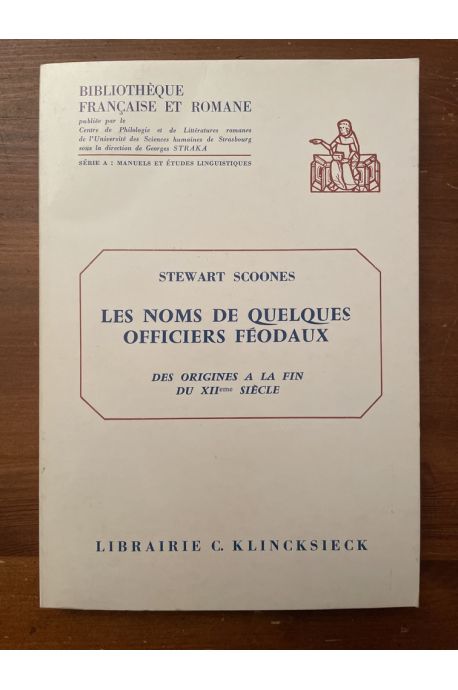 BIBLIOTHÈQUE
FRANÇAISE ET ROMANE
publiée par le
Centre de Philologie et de Littératures romanes
de l'Université des Sciences humaines de Strasbourg
sous la direction de Georges STRAKA
SÉRIE A : MANUELS ET ÉTUDES LINGUISTIQUES
STEWART SCOONES
LES NOMS DE QUELQUES
OFFICIERS FÉODAUX
DES ORIGINES A LA FIN
DU XIIeme SIÈCLE
LIBRAIRIE C. KLINCKSIECK